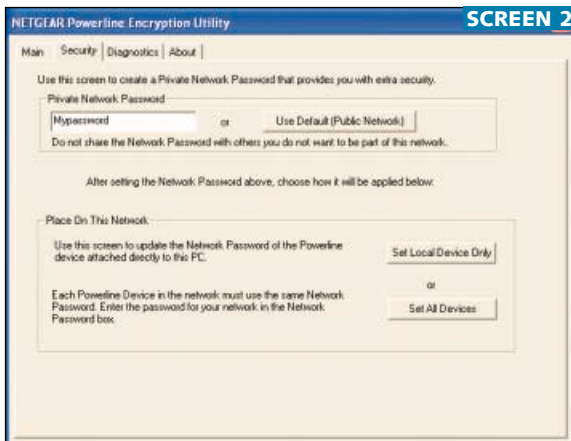 NETGEAR Powerline Encryption Utility
SCREEN 2
Main Security Diagnostics About
Use this screen to create a Private Network Password that provides you with extra security.
Private Network Password
Mypassword or Use Default (Public Network)
Do not share the Network Password with others you do not want to be part of this network.
After setting the Network Password above, choose how it will be applied below:
Place On This Network
Use this screen to update the Network Password of the Powerline
device attached directly to this PC.
Set Local Device Only
or
Each Powerline Device in the network must use the same Network
Password. Enter the password for your network in the Network
Password box.
Set All Devices